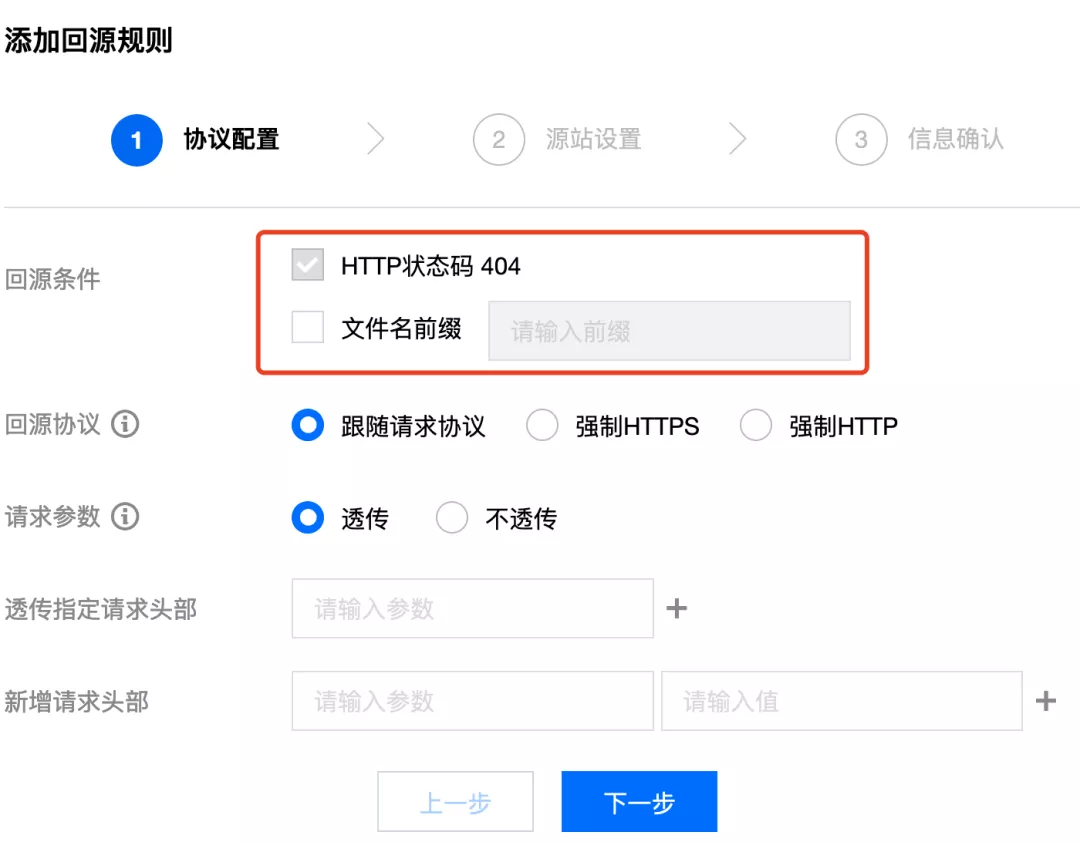 添加回源规则
1 协议配置 2 源站设置 3 信息确认
回源条件 HTTP状态码 404
文件名前缀 请输入前缀
回源协议 跟随请求协议 强制HTTPS 强制HTTP
请求参数 透传 不透传
透传指定请求头部 请输入参数 +
新增请求头部 请输入参数 请输入值 +
上一步 下一步